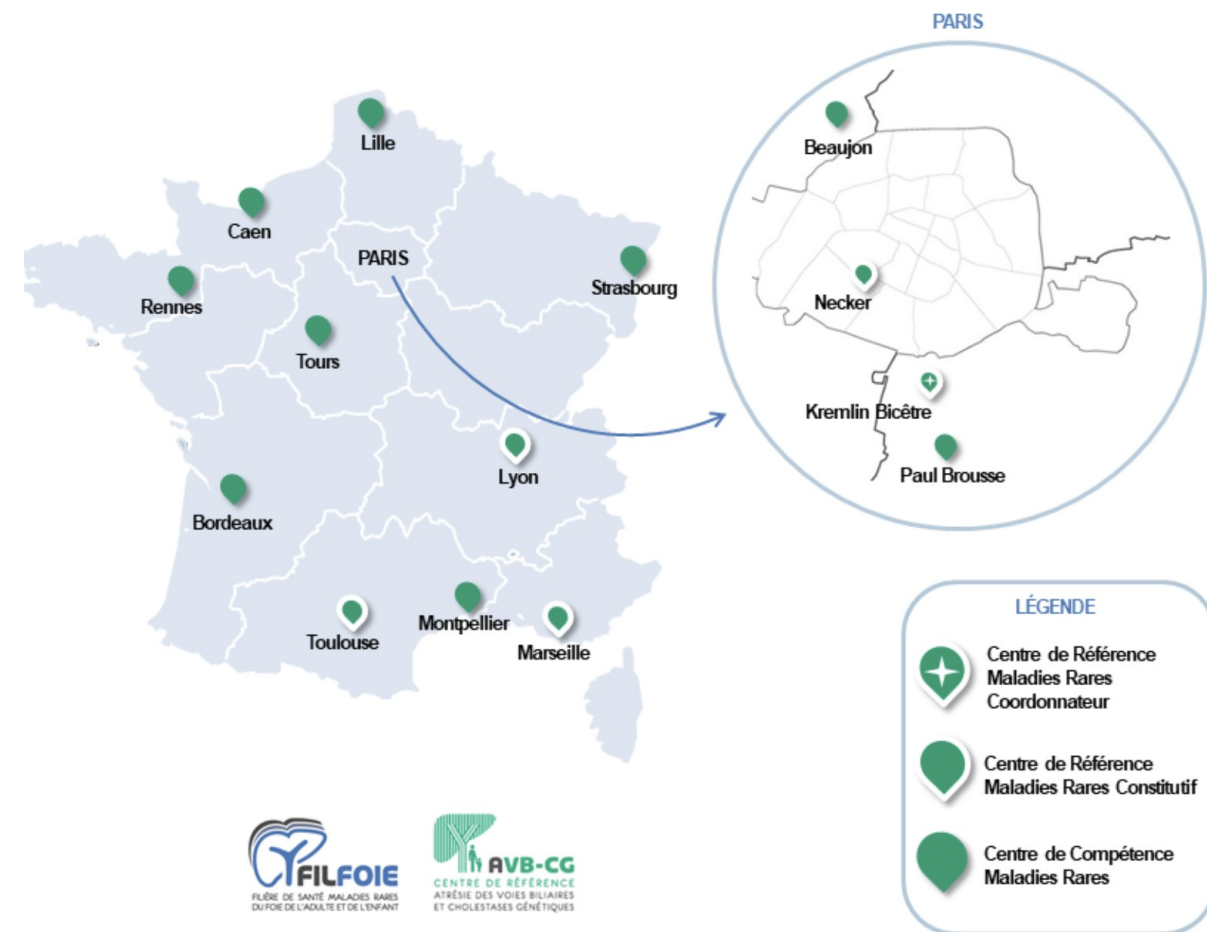 PARIS
Lille
Caen
PARIS
Rennes
Strasbourg
Tours
Lyon
Bordeaux
Toulouse
Montpellier
Marseille
Beaujon
Necker
Kremlin Bicêtre
Paul Brousse
LÉGENDE
Centre de Référence
Maladies Rares
Coordonnateur
Centre de Référence
Maladies Rares Constitutif
Centre de Compétence
Maladies Rares
FILFOIE
FILIÈRE DE SANTÉ MALADIES RARES
DU FOIE DE L'ADULTE ET DE L'ENFANT
AVB-CG
CENTRE DE RÉFÉRENCE
ATRÉSIE DES VOIES BILIAIRES
ET CHOLESTASES GÉNÉTIQUES